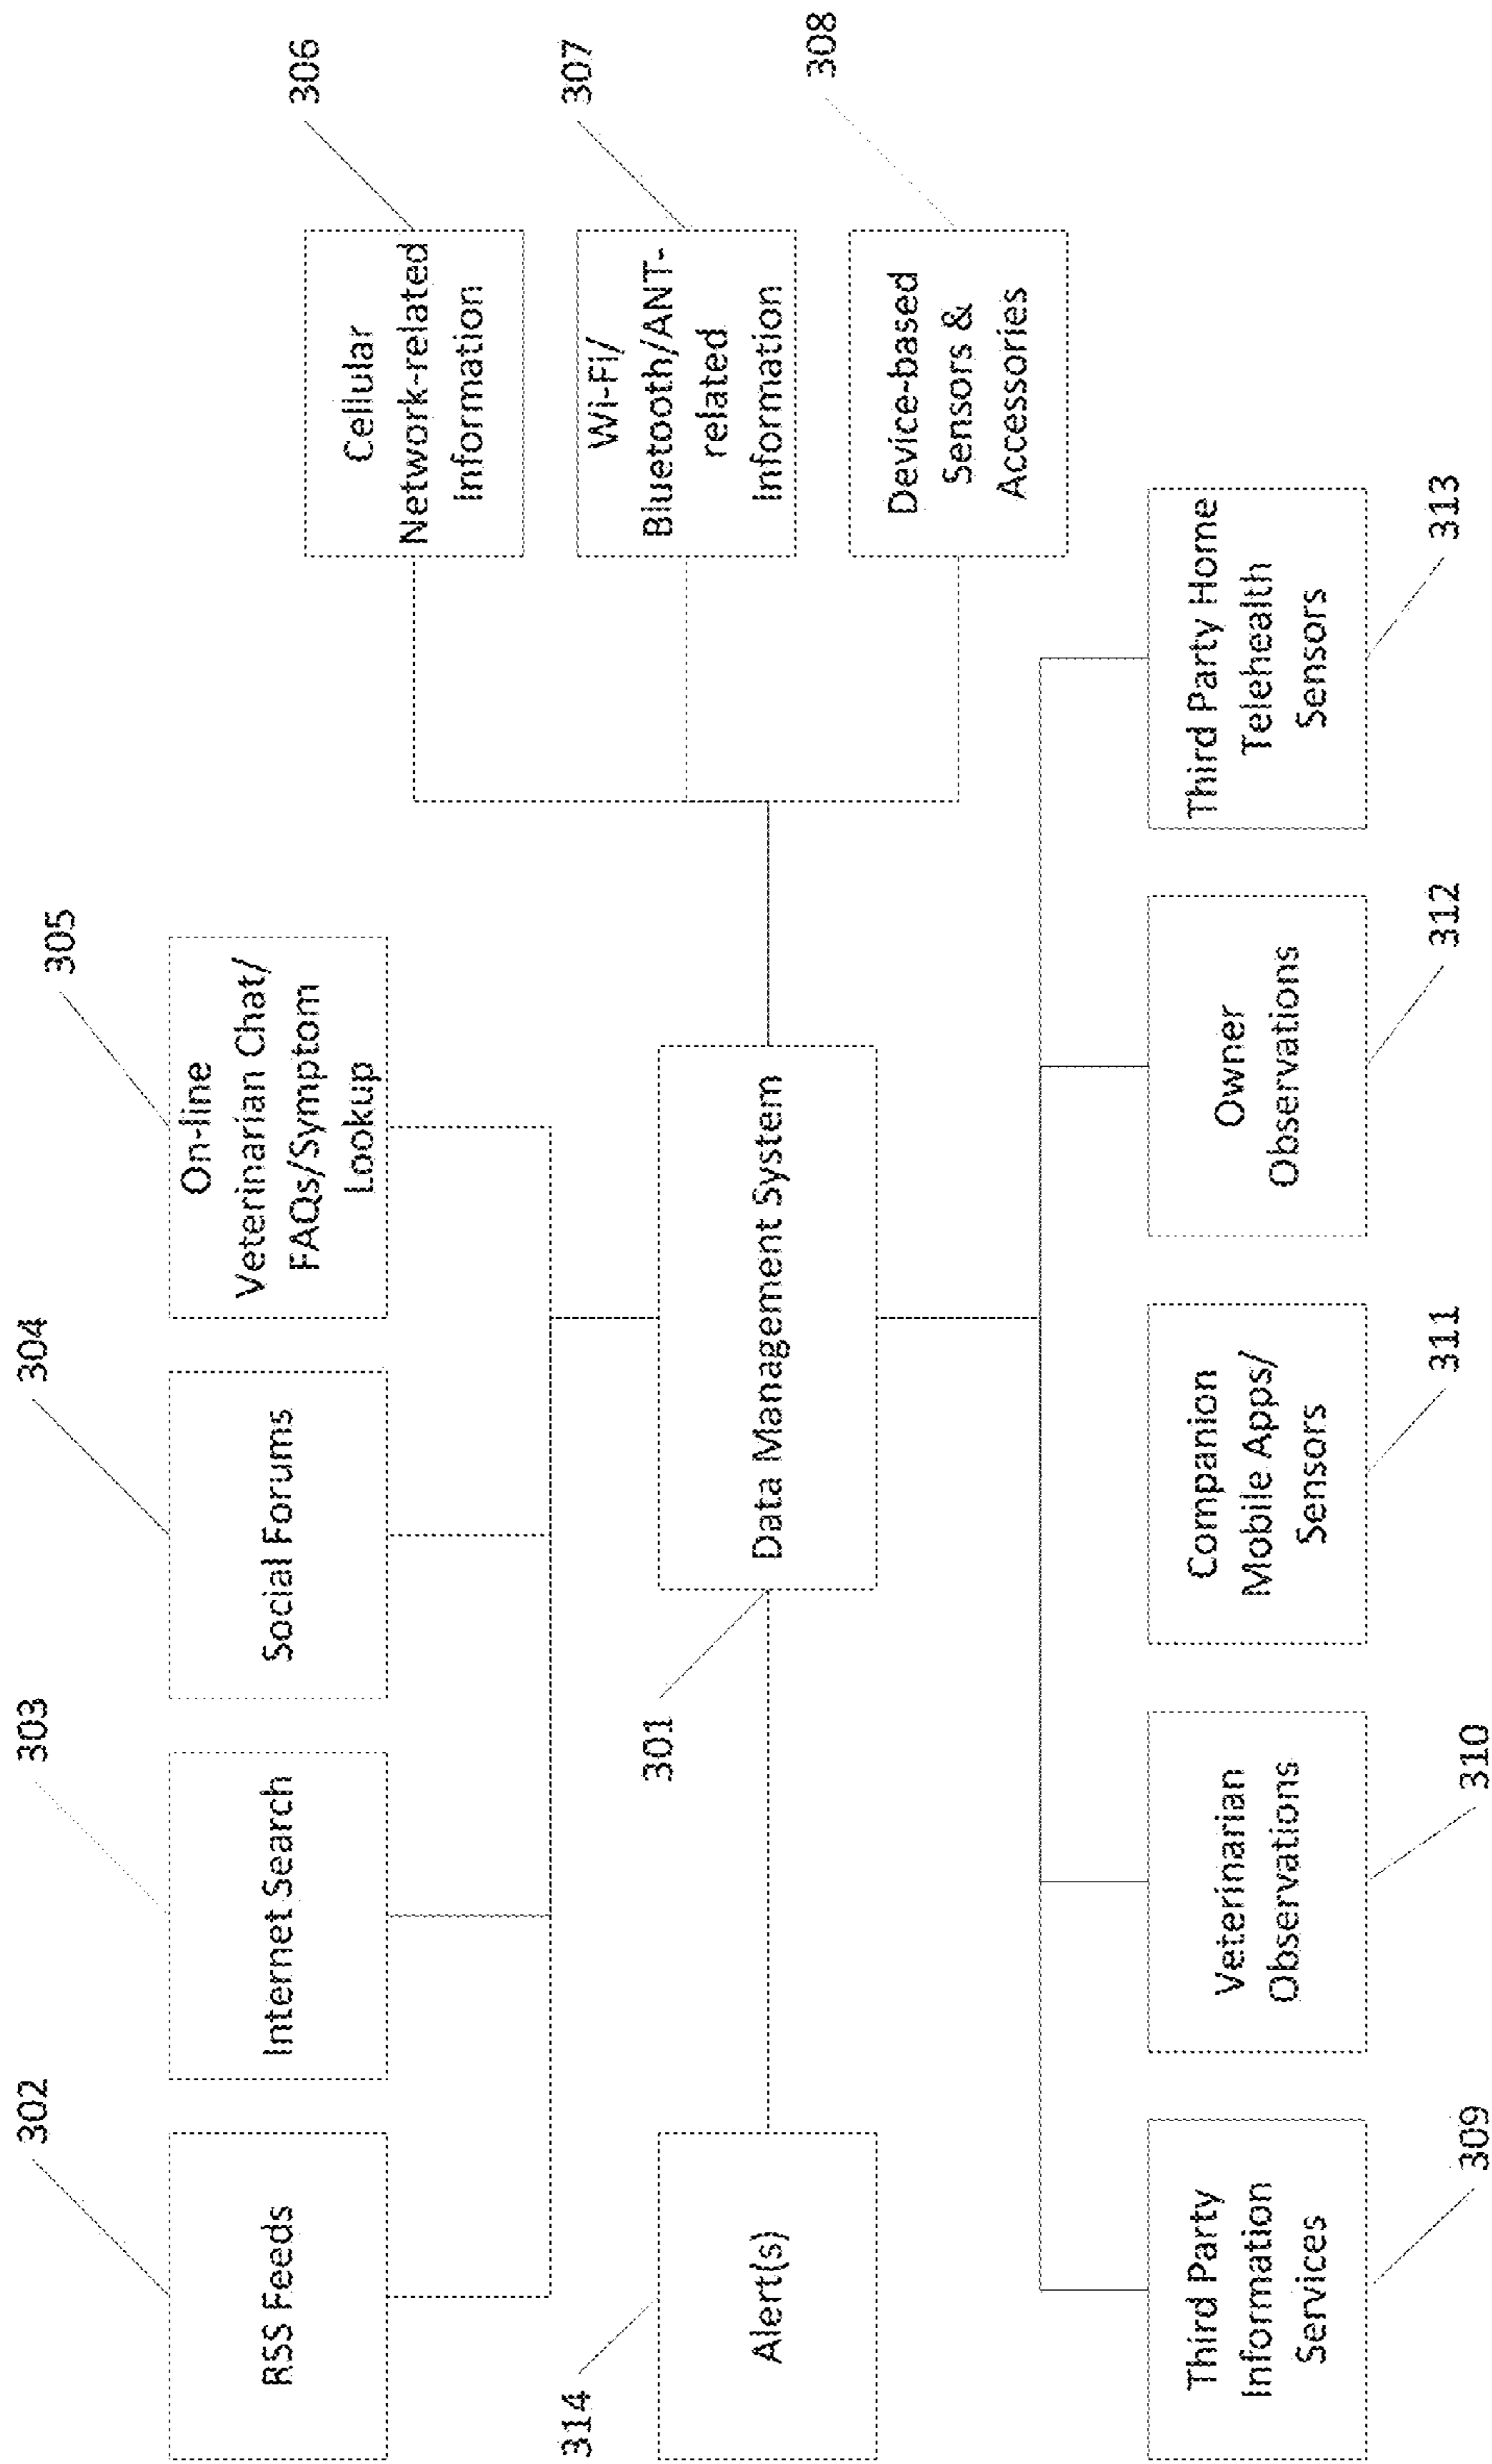 302
303
304
305
RSS Feeds
Internet Search
Social Forums
On-line
Veterinarian Chat/
FAQs/Symptom
Lookup
306
Cellular
Network-related
Information
307
Wi-Fi/
Bluetooth/ANT-
related
Information
308
Device-based
Sensors &
Accessories
314
Alert(s)
301
Data Management System
Third Party
Information
Services
Veterinarian
Observations
Companion
Mobile Apps/
Sensors
Owner
Observations
Third Party Home
Telehealth
Sensors
309
310
311
312
313